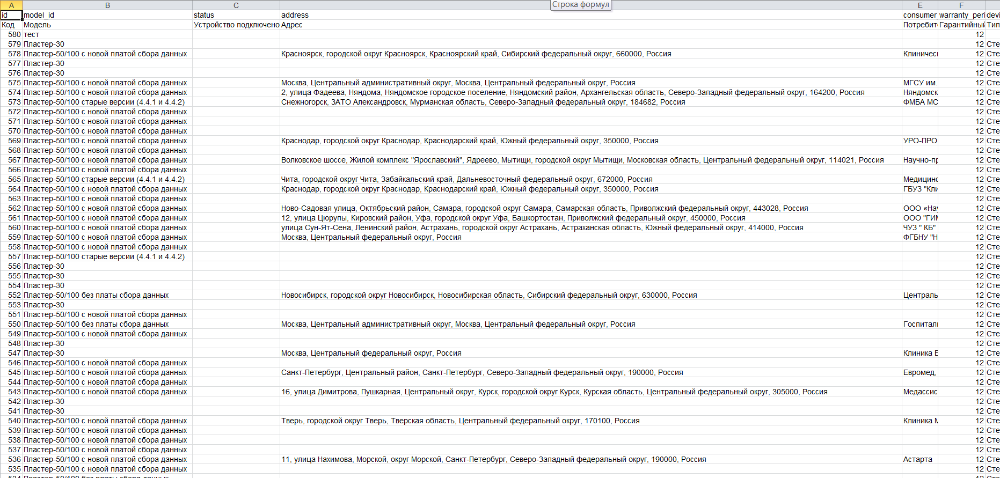 Строка формул
A B C E F
id model_id status address consumer_ warranty_peri devi
Код Модель Устройство подключено Адрес Потребит Гарантийный Тип
580 тест 12
579 Пластер-30 12 Сте
578 Пластер-50/100 с новой платой сбора данных Красноярск, городской округ Красноярск, Красноярский край, Сибирский федеральный округ, 660000, Россия Клиничес 12 Сте
577 Пластер-30 12 Сте
576 Пластер-30 12 Сте
575 Пластер-50/100 с новой платой сбора данных Москва, Центральный административный округ, Москва, Центральный федеральный округ, Россия МГСУ им. 12 Сте
574 Пластер-50/100 с новой платой сбора данных 2, улица Фадеева, Няндома, Няндомское городское поселение, Няндомский район, Архангельская область, Северо-Западный федеральный округ, 164200, Россия Няндомск 12 Сте
573 Пластер-50/100 старые версии (4.4.1 и 4.4.2) Снежногорск, ЗАТО Александровск, Мурманская область, Северо-Западный федеральный округ, 184682, Россия ФМБА МС 12 Сте
572 Пластер-50/100 с новой платой сбора данных 12 Сте
571 Пластер-50/100 с новой платой сбора данных 12 Сте
570 Пластер-50/100 с новой платой сбора данных 12 Сте
569 Пластер-50/100 с новой платой сбора данных Краснодар, городской округ Краснодар, Краснодарский край, Южный федеральный округ, 350000, Россия УРО-ПРО 12 Сте
568 Пластер-50/100 с новой платой сбора данных 12 Сте
567 Пластер-50/100 с новой платой сбора данных Волковское шоссе, Жилой комплекс "Ярославский", Ядреево, Мытищи, городской округ Мытищи, Московская область, Центральный федеральный округ, 114021, Россия Научно-пр 12 Сте
566 Пластер-50/100 с новой платой сбора данных 12 Сте
565 Пластер-50/100 старые версии (4.4.1 и 4.4.2) Чита, городской округ Чита, Забайкальский край, Дальневосточный федеральный округ, 672000, Россия Медицинс 12 Сте
564 Пластер-50/100 с новой платой сбора данных Краснодар, городской округ Краснодар, Краснодарский край, Южный федеральный округ, 350000, Россия ГБУЗ "Кли 12 Сте
563 Пластер-50/100 с новой платой сбора данных 12 Сте
562 Пластер-50/100 с новой платой сбора данных Ново-Садовая улица, Октябрьский район, Самара, городской округ Самара, Самарская область, Приволжский федеральный округ, 443028, Россия ООО «Нау 12 Сте
561 Пластер-50/100 с новой платой сбора данных 12, улица Цюрупы, Кировский район, Уфа, городской округ Уфа, Башкортостан, Приволжский федеральный округ, 450000, Россия ООО "ГИМ 12 Сте
560 Пластер-50/100 с новой платой сбора данных улица Сун-Ят-Сена, Ленинский район, Астрахань, городской округ Астрахань, Астраханская область, Южный федеральный округ, 414000, Россия ЧУЗ " КБ" 12 Сте
559 Пластер-50/100 с новой платой сбора данных Москва, Центральный федеральный округ, Россия ФГБНУ "Н 12 Сте
558 Пластер-50/100 с новой платой сбора данных 12 Сте
557 Пластер-50/100 старые версии (4.4.1 и 4.4.2) 12 Сте
556 Пластер-30 12 Сте
555 Пластер-30 12 Сте
554 Пластер-30 12 Сте
552 Пластер-50/100 без платы сбора данных Новосибирск, городской округ Новосибирск, Новосибирская область, Сибирский федеральный округ, 630000, Россия Централь 12 Сте
553 Пластер-30 12 Сте
551 Пластер-50/100 с новой платой сбора данных 12 Сте
550 Пластер-50/100 без платы сбора данных Москва, Центральный административный округ, Москва, Центральный федеральный округ, Россия Госпитал 12 Сте
549 Пластер-50/100 с новой платой сбора данных 12 Сте
548 Пластер-30 12 Сте
547 Пластер-30 Москва, Центральный федеральный округ, Россия Клиника Е 12 Сте
546 Пластер-50/100 с новой платой сбора данных 12 Сте
545 Пластер-50/100 с новой платой сбора данных Санкт-Петербург, Центральный район, Санкт-Петербург, Северо-Западный федеральный округ, 190000, Россия Евромед, 12 Сте
544 Пластер-50/100 с новой платой сбора данных 12 Сте
543 Пластер-50/100 с новой платой сбора данных 16, улица Димитрова, Пушкарная, Центральный округ, Курск, городской округ Курск, Курская область, Центральный федеральный округ, 305000, Россия Медассис 12 Сте
542 Пластер-30 12 Сте
541 Пластер-30 12 Сте
540 Пластер-50/100 с новой платой сбора данных Тверь, городской округ Тверь, Тверская область, Центральный федеральный округ, 170100, Россия Клиника М 12 Сте
539 Пластер-50/100 с новой платой сбора данных 12 Сте
538 Пластер-50/100 с новой платой сбора данных 12 Сте
537 Пластер-50/100 с новой платой сбора данных 12 Сте
536 Пластер-50/100 с новой платой сбора данных 11, улица Нахимова, Морской, округ Морской, Санкт-Петербург, Северо-Западный федеральный округ, 190000, Россия Астарта 12 Сте
535 Пластер-50/100 с новой платой сбора данных 12 Сте
534 Пластер-50/100 без платы сбора данных 12 Сте